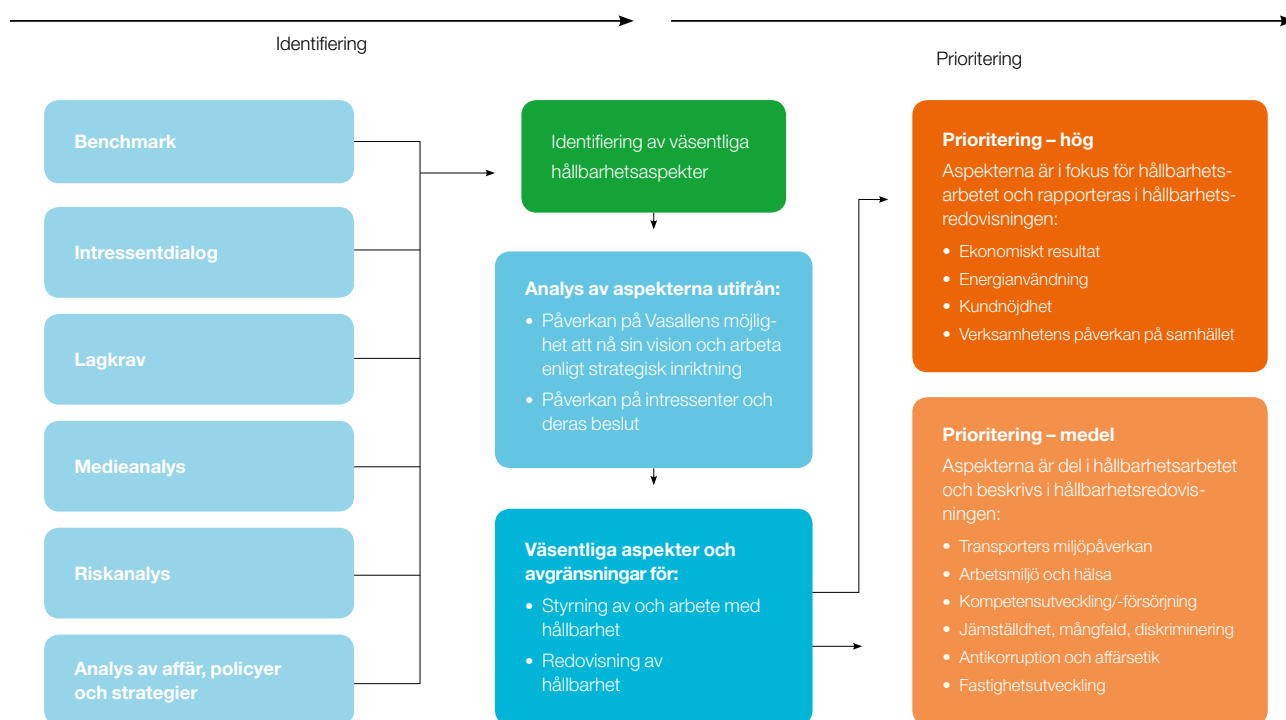 Identifiering
Prioritering
Benchmark
Intressentdialog
Lagkrav
Medieanalys
Riskanalys
Analys av affär, policyer
och strategier
Identifiering av väsentliga
hållbarhetsaspekter
Analys av aspekterna utifrån:
• Påverkan på Vasallens möjlig-
het att nå sin vision och arbeta
enligt strategisk inriktning
• Påverkan på intressenter och
deras beslut
Väsentliga aspekter och
avgränsningar för:
• Styrning av och arbete med
hållbarhet
• Redovisning av
hållbarhet
Prioritering – hög
Aspekterna är i fokus för hållbarhets-
arbetet och rapporteras i hållbarhets-
redovisningen:
• Ekonomiskt resultat
• Energianvändning
• Kundnöjdhet
• Verksamhetens påverkan på samhället
Prioritering – medel
Aspekterna är del i hållbarhetsarbetet
och beskrivs i hållbarhetsredovis-
ningen:
• Transporters miljöpåverkan
• Arbetsmiljö och hälsa
• Kompetensutveckling/-försörjning
• Jämställdhet, mångfald, diskriminering
• Antikorruption och affärsetik
• Fastighetsutveckling